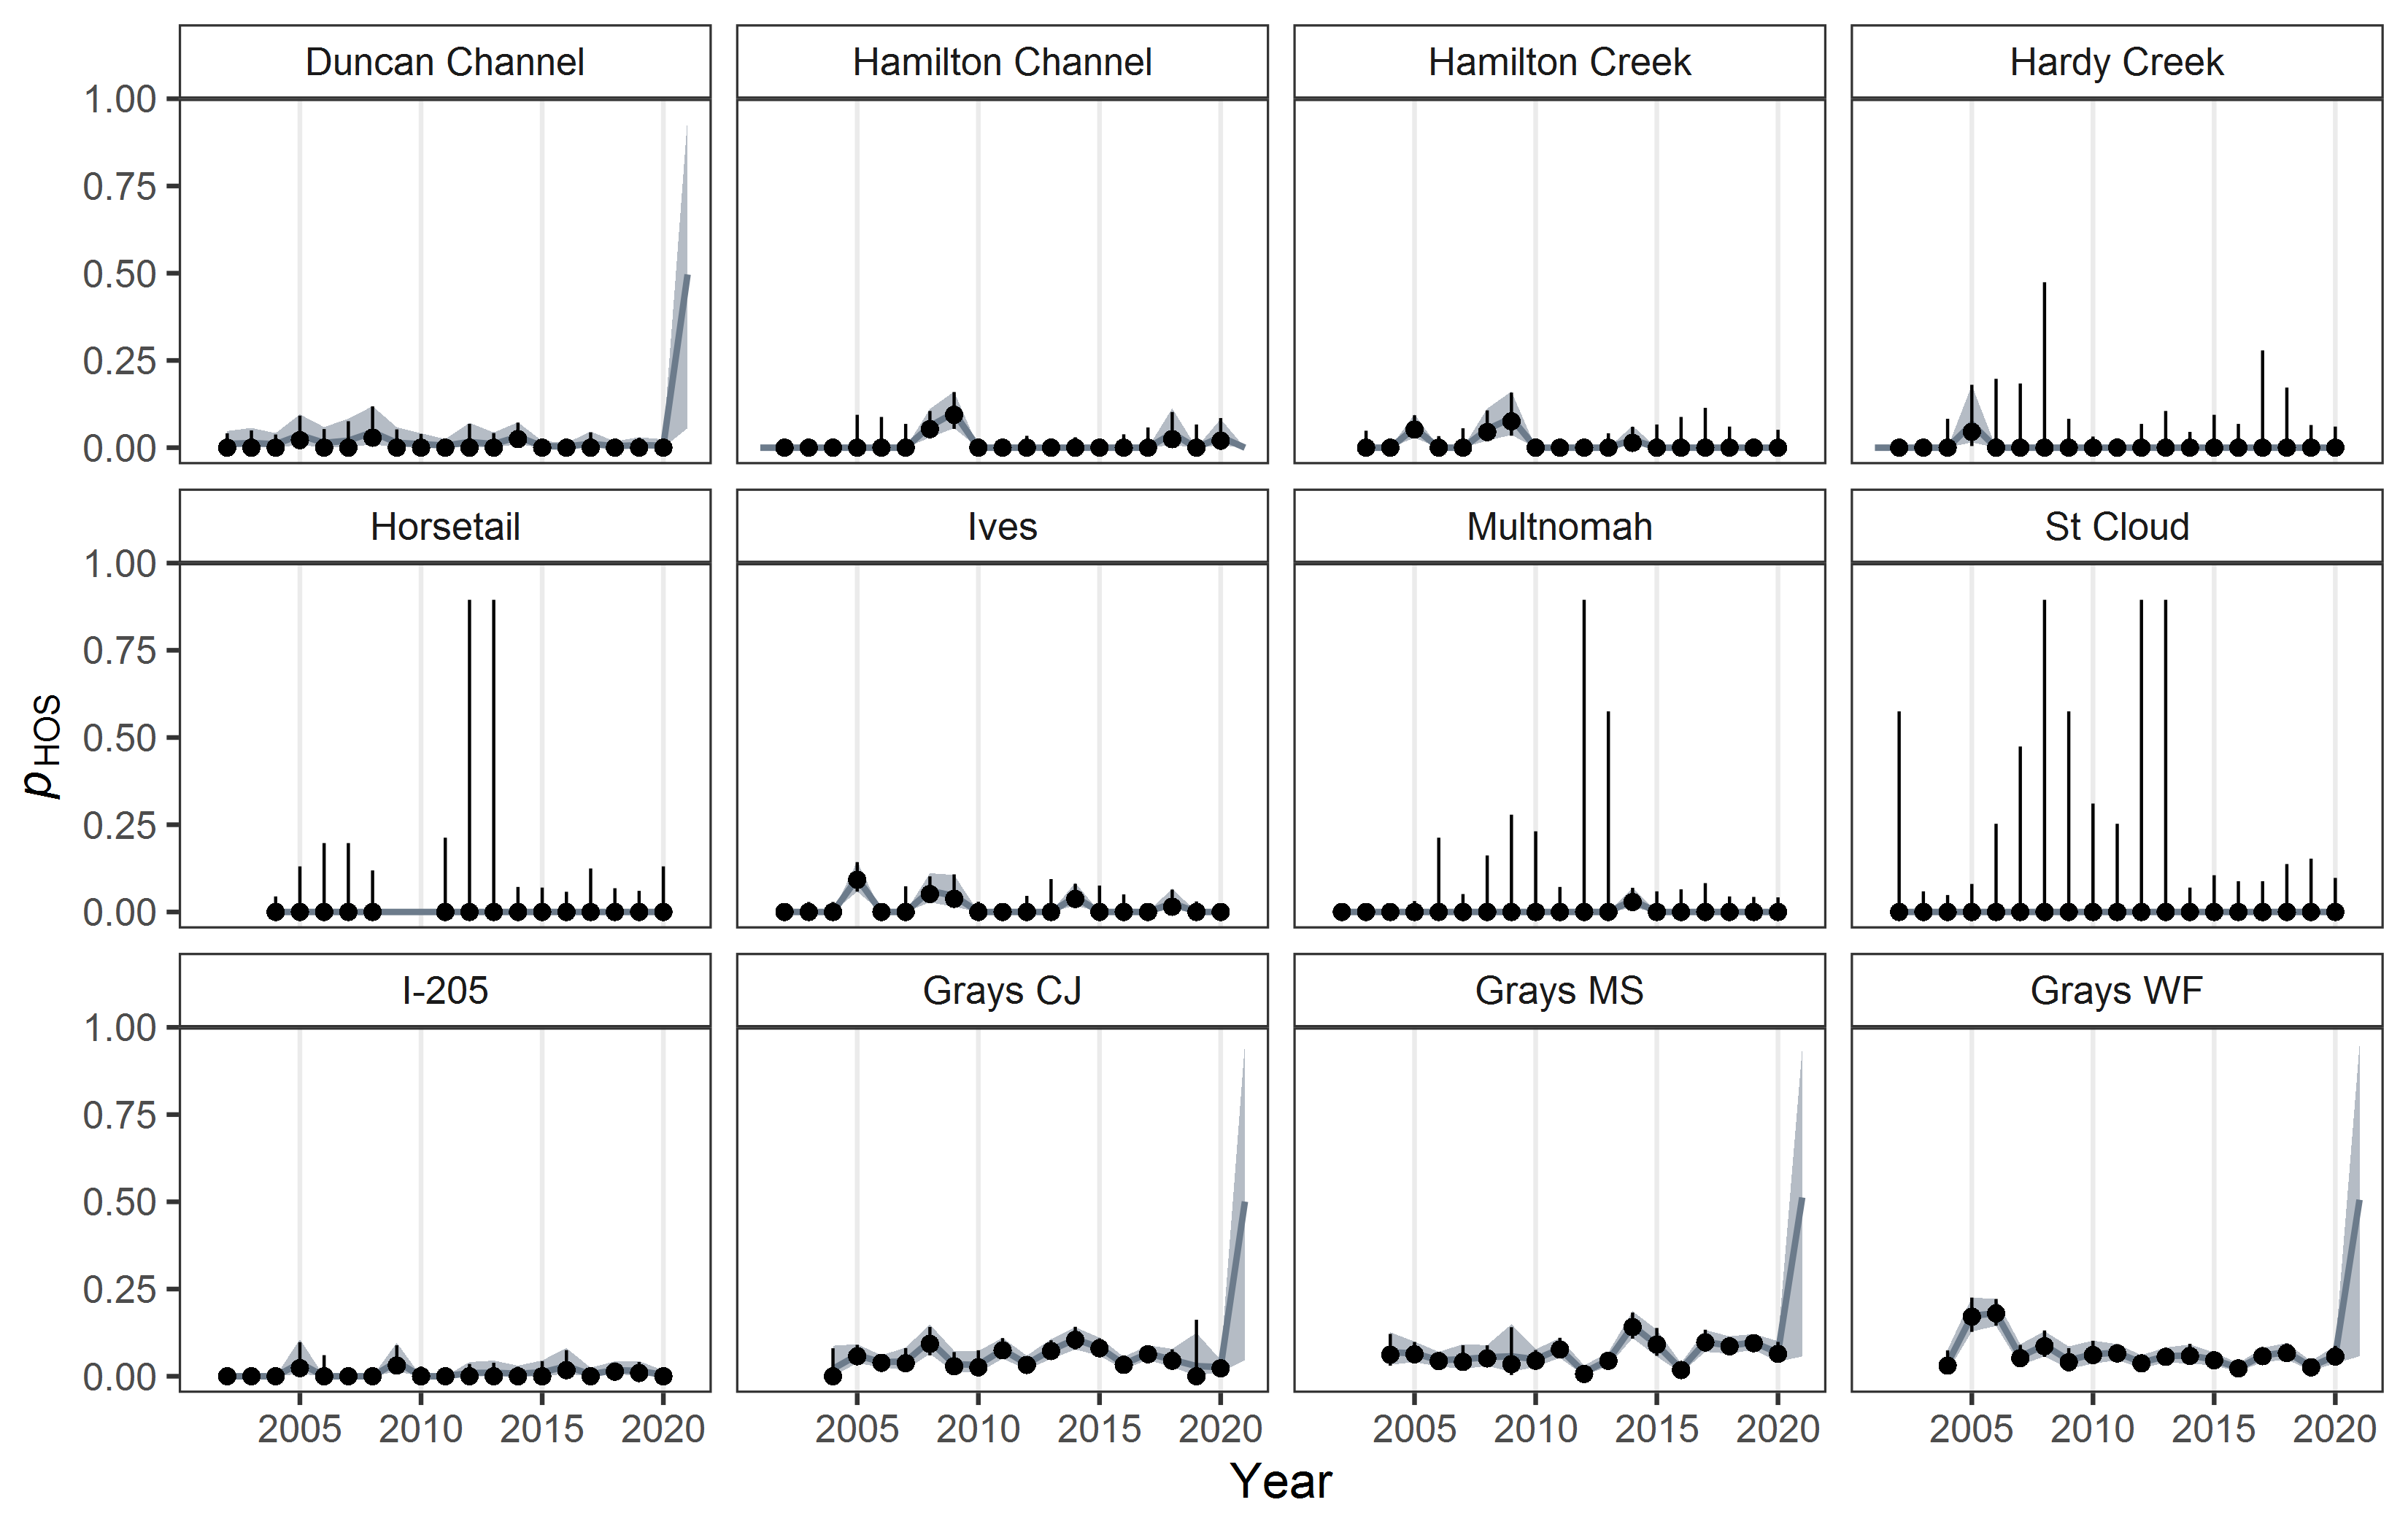 Duncan Channel Hamilton Channel Hamilton Creek Hardy Creek
1.00
0.75
0.50
0.25
0.00
Horsetail Ives Multnomah St Cloud
1.00
0.75
0.50
0.25
0.00
I-205 Grays CJ Grays MS Grays WF
1.00
0.75
0.50
0.25
0.00
2005 2010 2015 2020 2005 2010 2015 2020 2005 2010 2015 2020 2005 2010 2015 2020
Year
pHOS